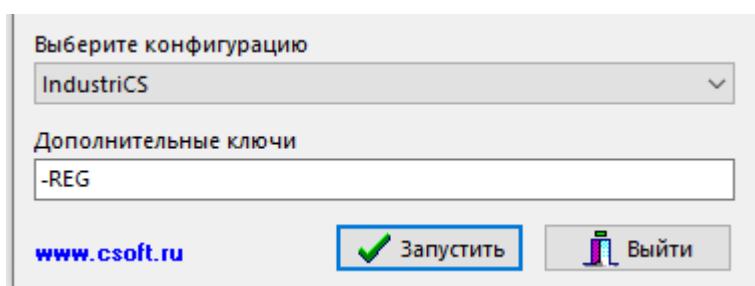 Выберите конфигурацию
IndustriCS
Дополнительные ключи
-REG
www.csoft.ru Запустить Выйти